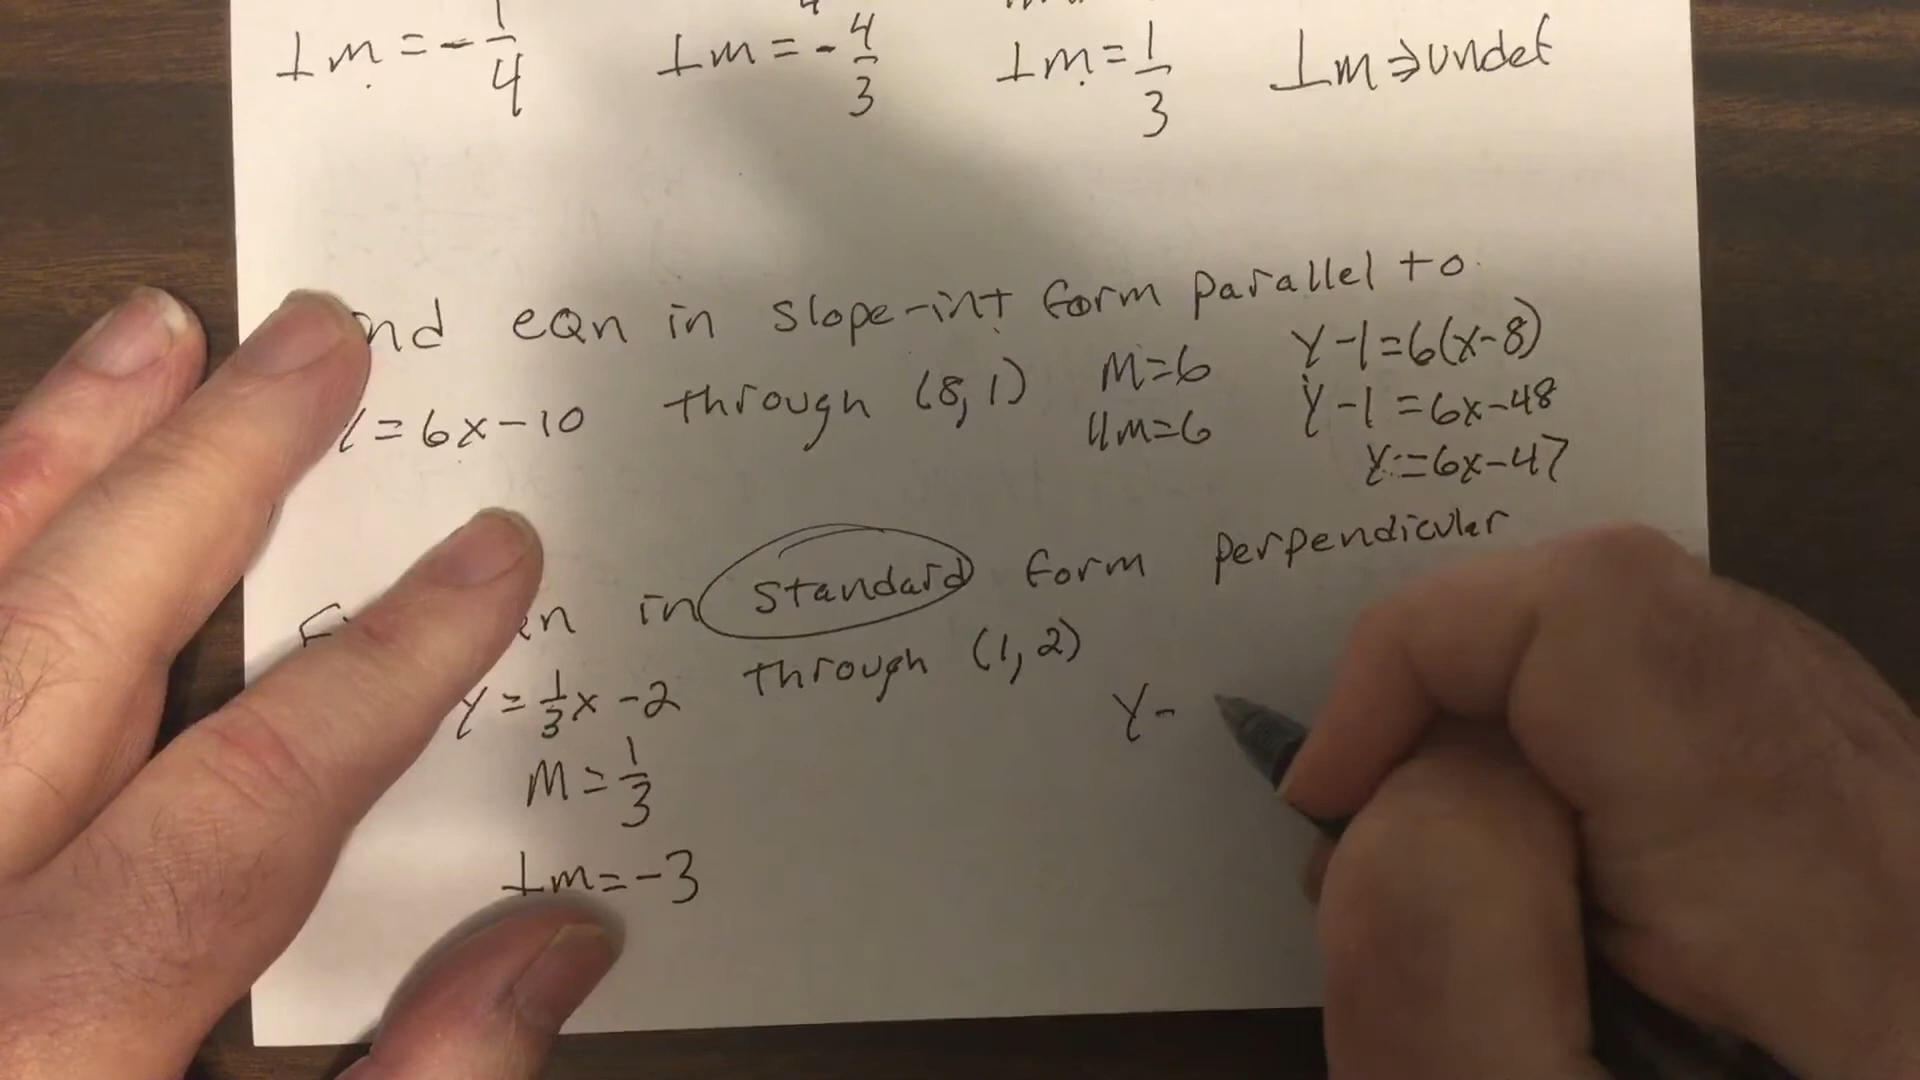 ⊥m = -1/4 ⊥m = -4/3 ⊥m = 1/3 ⊥m ⇒ undef
nd eqn in slope-int form parallel to
= 6x - 10 through (8,1) m = 6 y - 1 = 6(x - 8)
∥m = 6 y - 1 = 6x - 48
y = 6x - 47
in standard form perpendicular
y = 1/3x - 2 through (1, 2)
m = 1/3 y -
⊥m = -3